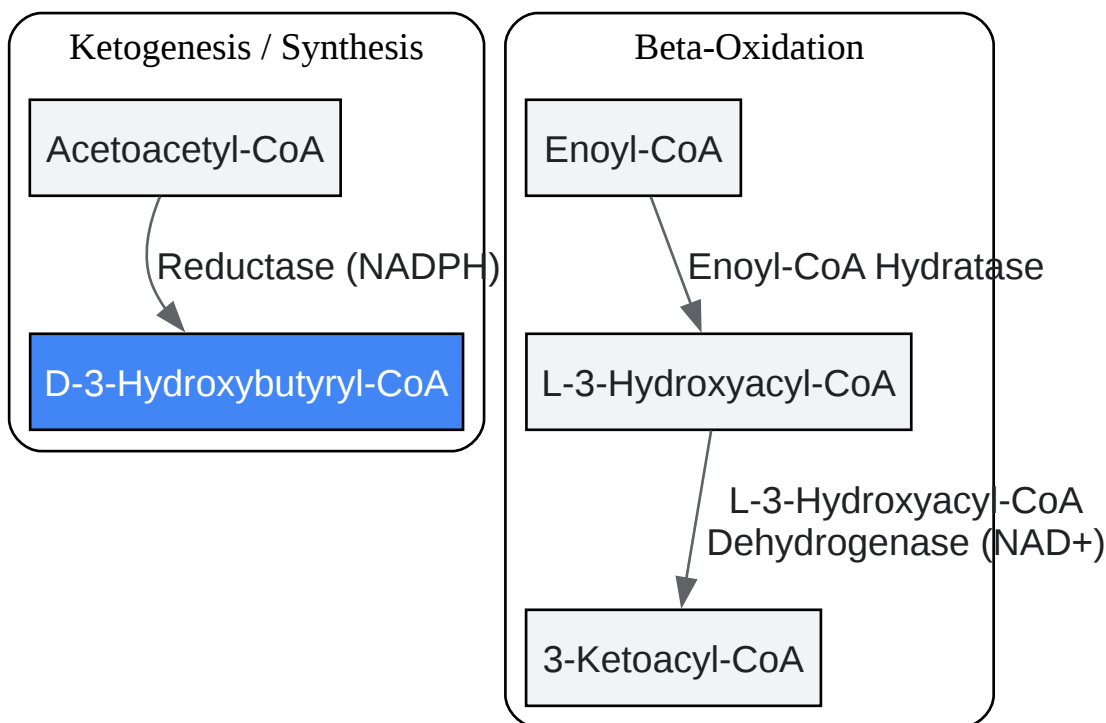 Ketogenesis / Synthesis
Acetoacetyl-CoA
Reductase (NADPH)
D-3-Hydroxybutyryl-CoA
Beta-Oxidation
Enoyl-CoA
Enoyl-CoA Hydratase
L-3-Hydroxyacyl-CoA
L-3-Hydroxyacyl-CoA
Dehydrogenase (NAD+)
3-Ketoacyl-CoA